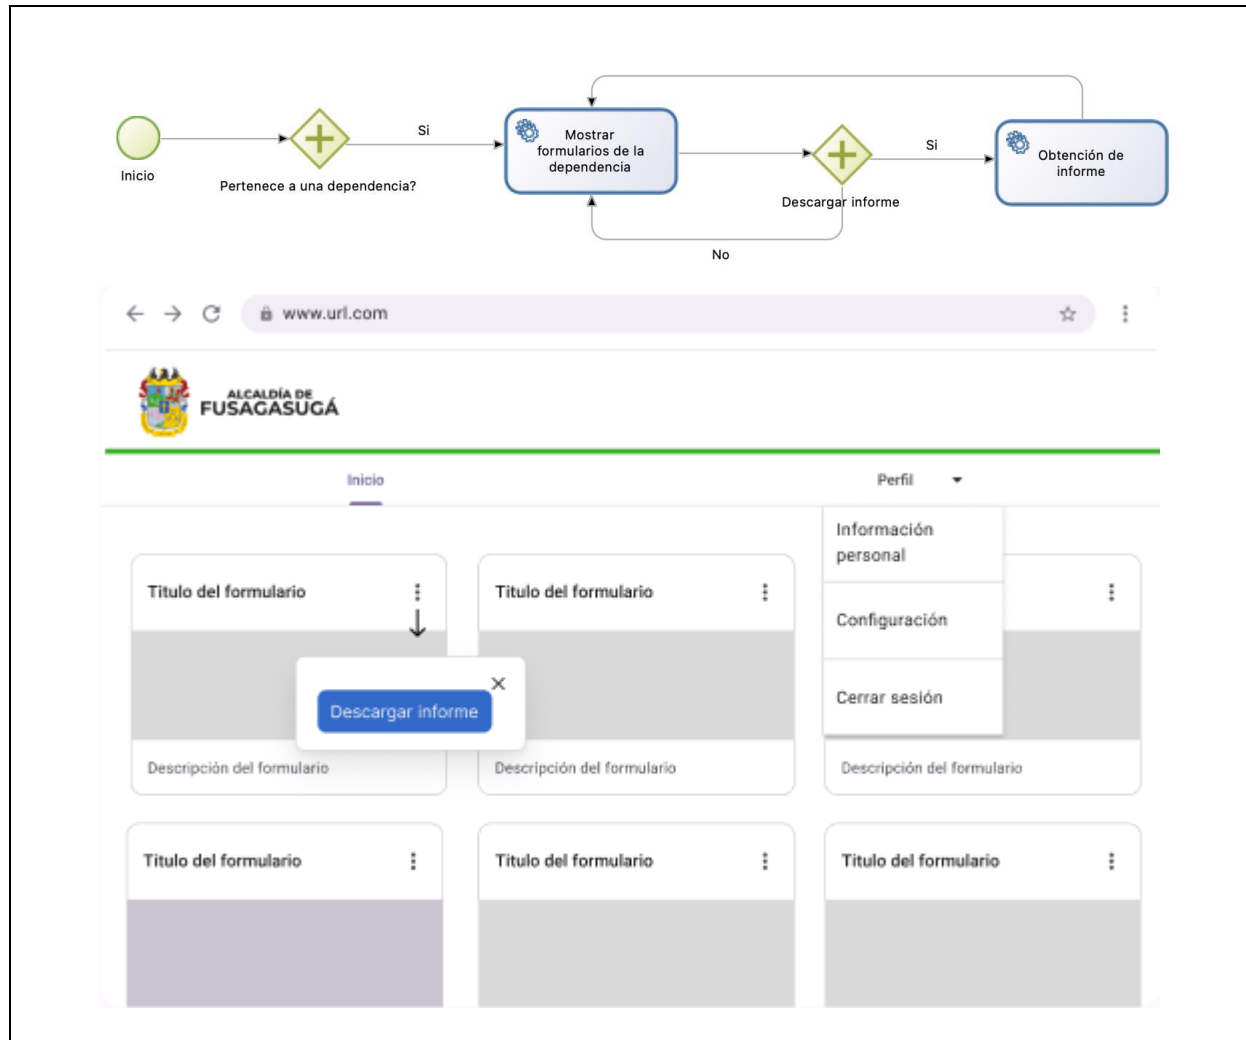 Inicio
Pertenece a una dependencia?
Si
Mostrar
formularios de la
dependencia
Descargar informe
Si
Obtención de
informe
No
www.url.com
ALCALDÍA DE
FUSAGASUGÁ
Inicio
Perfil
Información
personal
Configuración
Cerrar sesión
Titulo del formulario
Titulo del formulario
Descargar informe
Descripción del formulario
Descripción del formulario
Descripción del formulario
Titulo del formulario
Titulo del formulario
Titulo del formulario